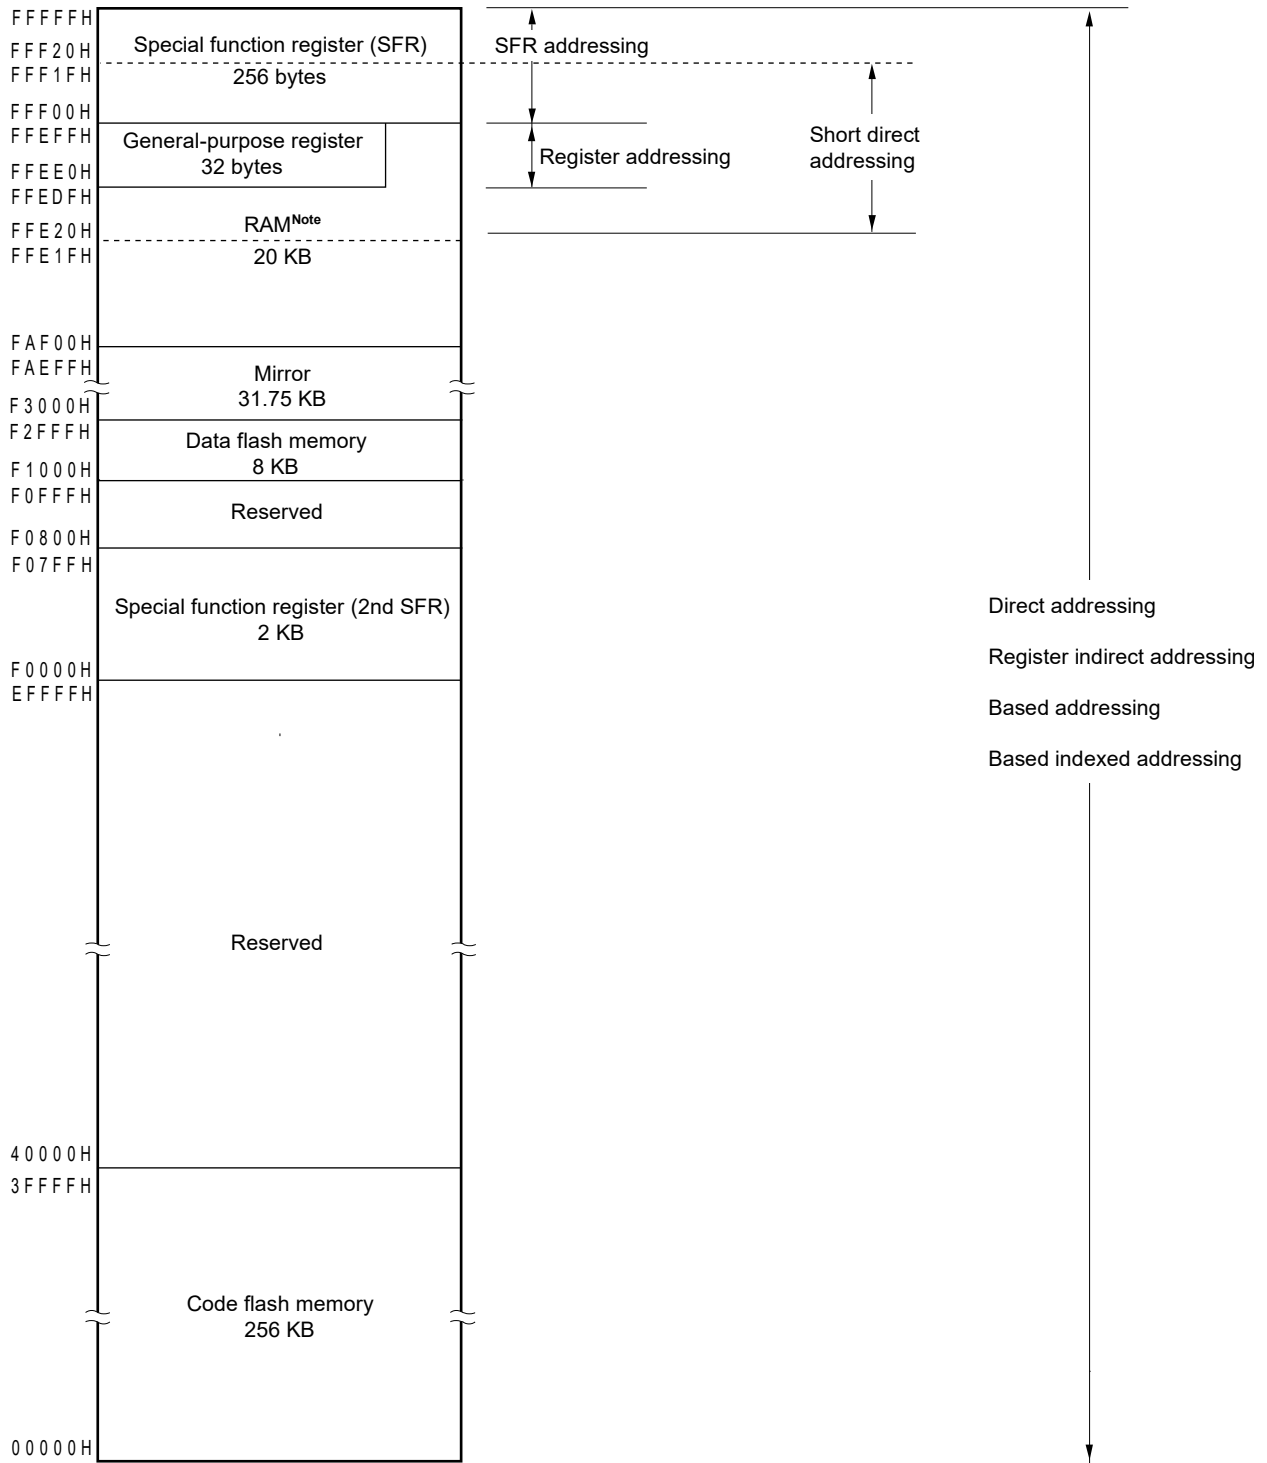 FFFFFH
Special function register (SFR)
SFR addressing
FFF20H
FFF1FH
256 bytes
FFF00H
FFEFFH
General-purpose register
32 bytes
Register addressing
Short direct
addressing
FFEE0H
FFEDFH
RAMNote
FFE20H
FFE1FH
20 KB
FAF00H
FAEFFH
Mirror
31.75 KB
F3000H
F2FFFH
Data flash memory
8 KB
F1000H
F0FFFH
Reserved
F0800H
F07FFH
Special function register (2nd SFR)
2 KB
F0000H
EFFFFH
Direct addressing
Register indirect addressing
Based addressing
Based indexed addressing
Reserved
40000H
3FFFFH
Code flash memory
256 KB
00000H